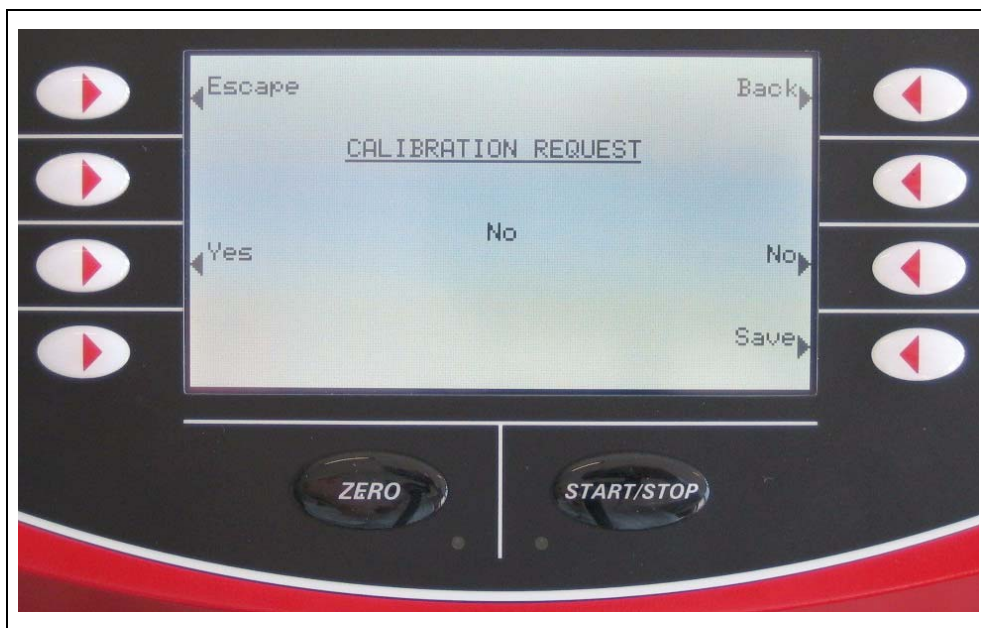 Escape Back
CALIBRATION REQUEST
No
Yes No
Save
ZERO START/STOP